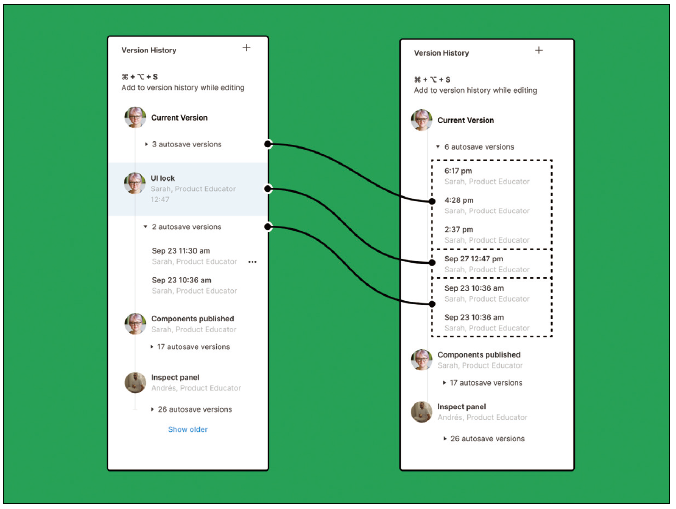 Version History
+
⌘ + ⌥ + S
Add to version history while editing
Current Version
3 autosave versions
UI lock
Sarah, Product Educator
12:47
2 autosave versions
Sep 23 11:30 am
Sarah, Product Educator
•••
Sep 23 10:36 am
Sarah, Product Educator
Components published
Sarah, Product Educator
17 autosave versions
Inspect panel
Andrés, Product Educator
26 autosave versions
Show older
Version History
+
⌘ + ⌥ + S
Add to version history while editing
Current Version
6 autosave versions
6:17 pm
Sarah, Product Educator
4:28 pm
Sarah, Product Educator
2:37 pm
Sarah, Product Educator
Sep 27 12:47 pm
Sarah, Product Educator
Sep 23 10:36 am
Sarah, Product Educator
Sep 23 10:36 am
Sarah, Product Educator
Components published
Sarah, Product Educator
17 autosave versions
Inspect panel
Andrés, Product Educator
26 autosave versions